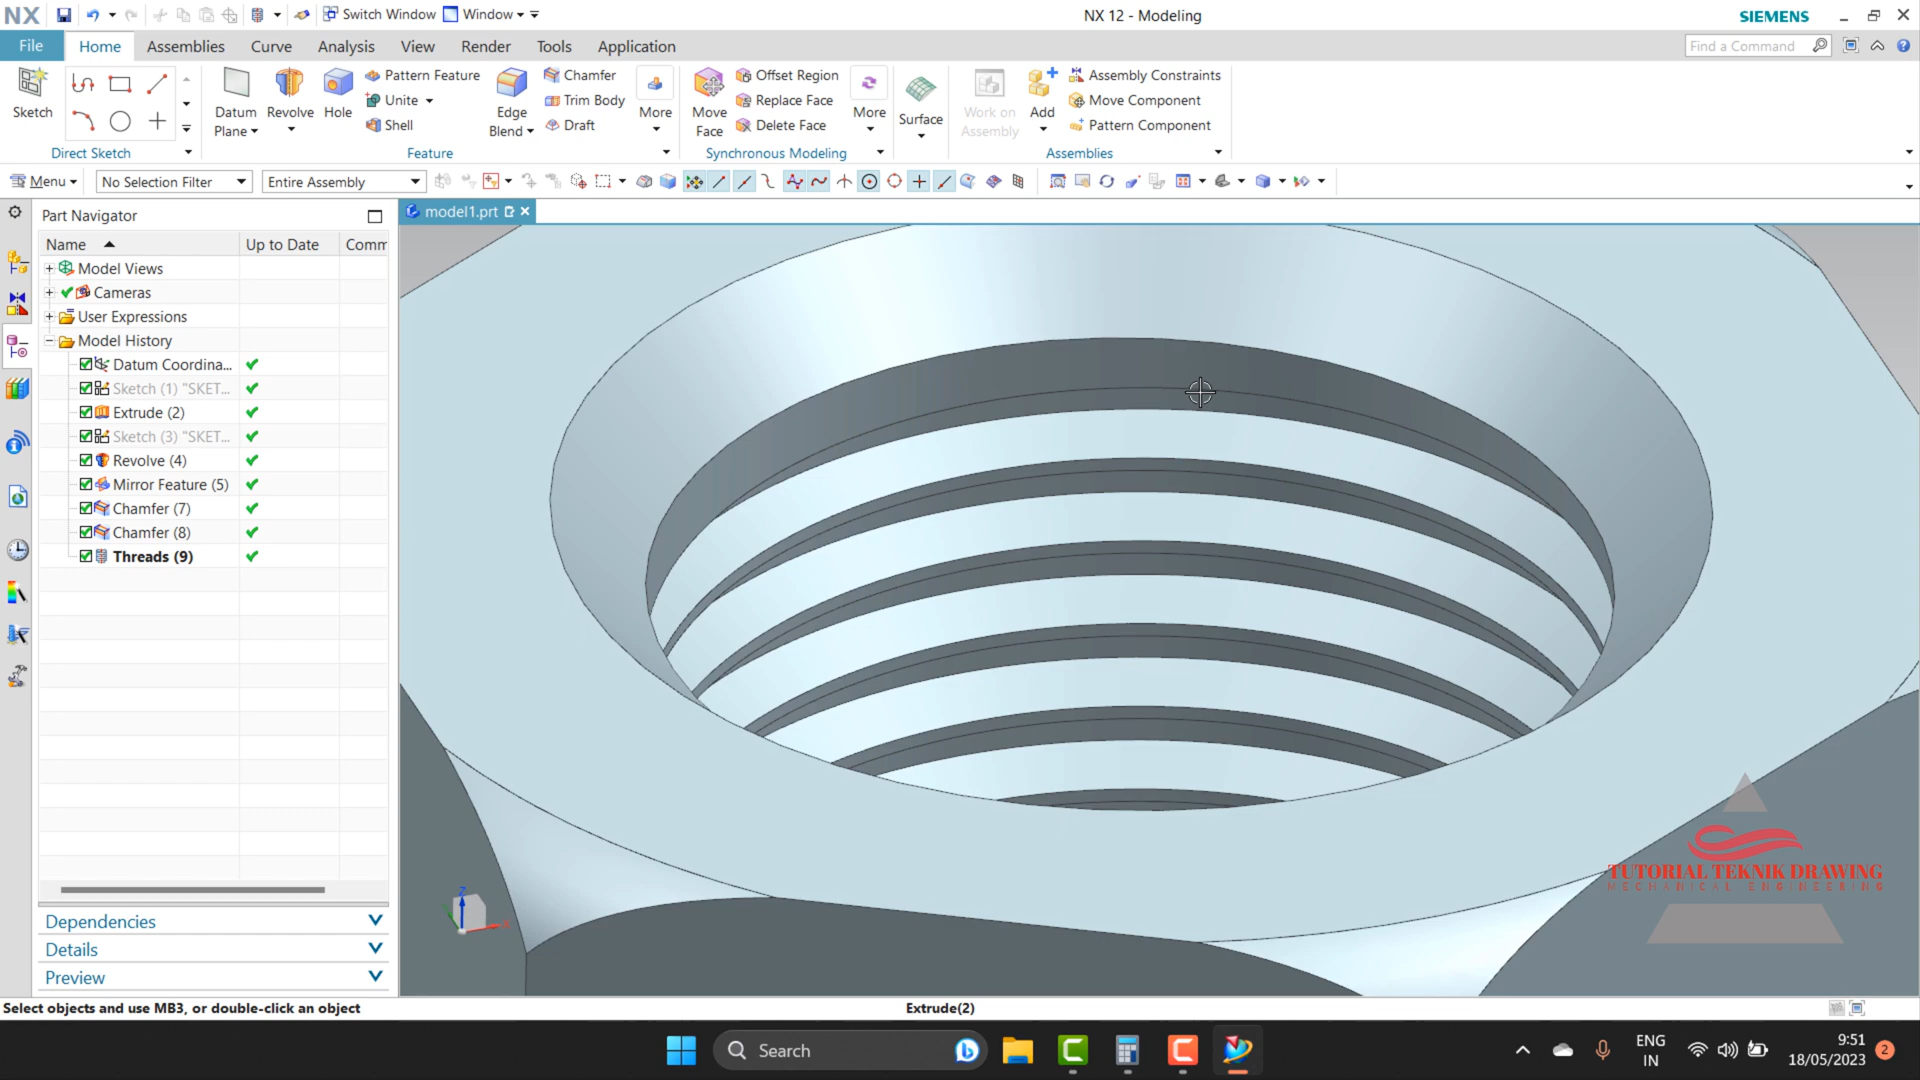 NX
Switch Window
Window
NX 12 - Modeling
SIEMENS
File
Home
Assemblies
Curve
Analysis
View
Render
Tools
Application
Find a Command
Sketch
Datum Plane
Revolve
Hole
Pattern Feature
Unite
Shell
Edge Blend
Chamfer
Trim Body
Draft
More
Move Face
Offset Region
Replace Face
Delete Face
More
Surface
Work on Assembly
Add
Assembly Constraints
Move Component
Pattern Component
Direct Sketch
Feature
Synchronous Modeling
Assemblies
Menu
No Selection Filter
Entire Assembly
Part Navigator
model1.prt
Name
Up to Date
Comm
Model Views
Cameras
User Expressions
Model History
Datum Coordina...
Sketch (1) "SKET...
Extrude (2)
Sketch (3) "SKET...
Revolve (4)
Mirror Feature (5)
Chamfer (7)
Chamfer (8)
Threads (9)
Z
TUTORIAL TEKNIK DRAWING
MECHANICAL ENGINEERING
Dependencies
Details
Preview
Select objects and use MB3, or double-click an object
Extrude(2)
Search
ENG
IN
9:51
18/05/2023
2